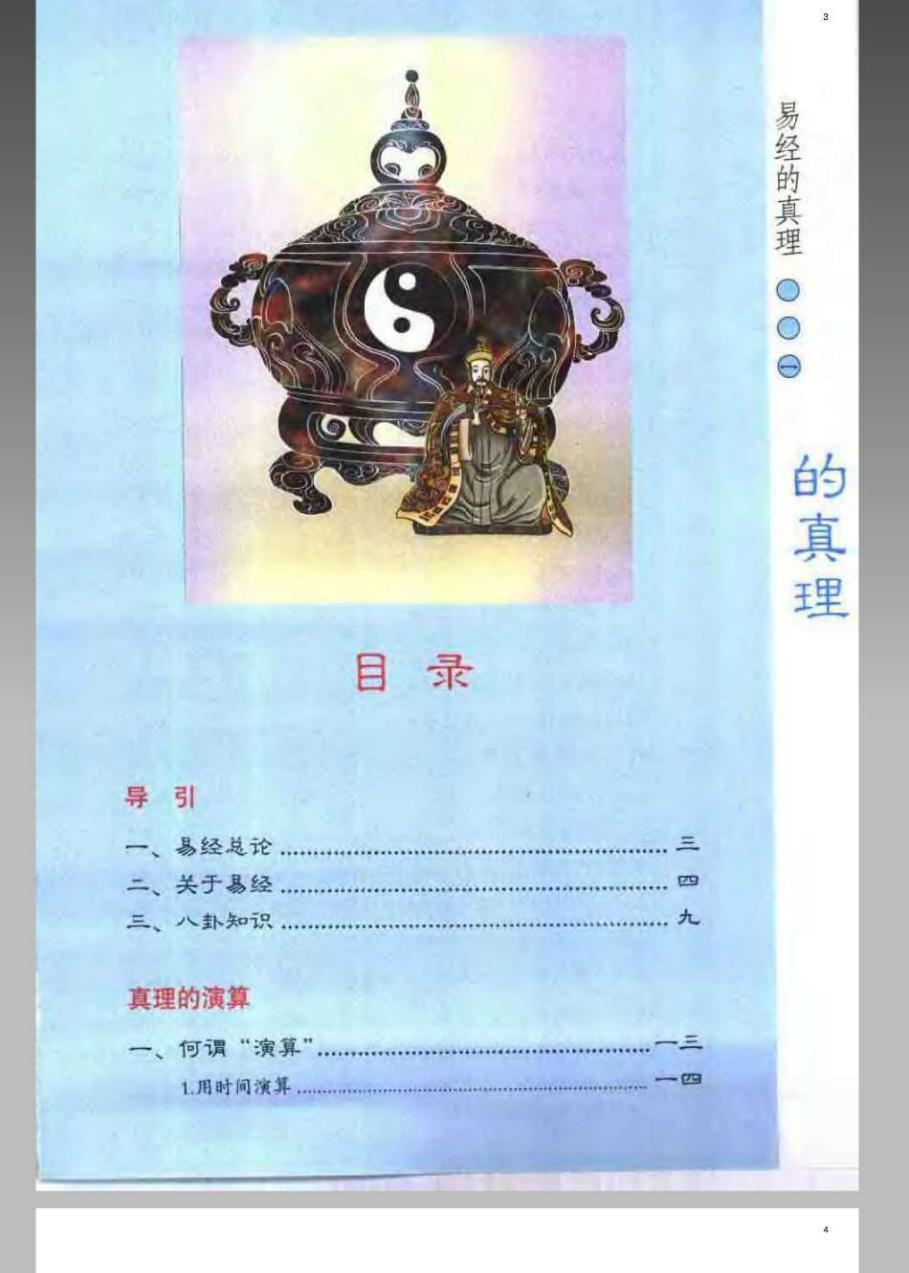 3
易经的真理
一
的真理
目 录
导 引
一、易经总论 三
二、关于易经 四
三、八卦知识 九
真理的演算
一、何谓“演算” 一三
1.用时间演算 一四
4